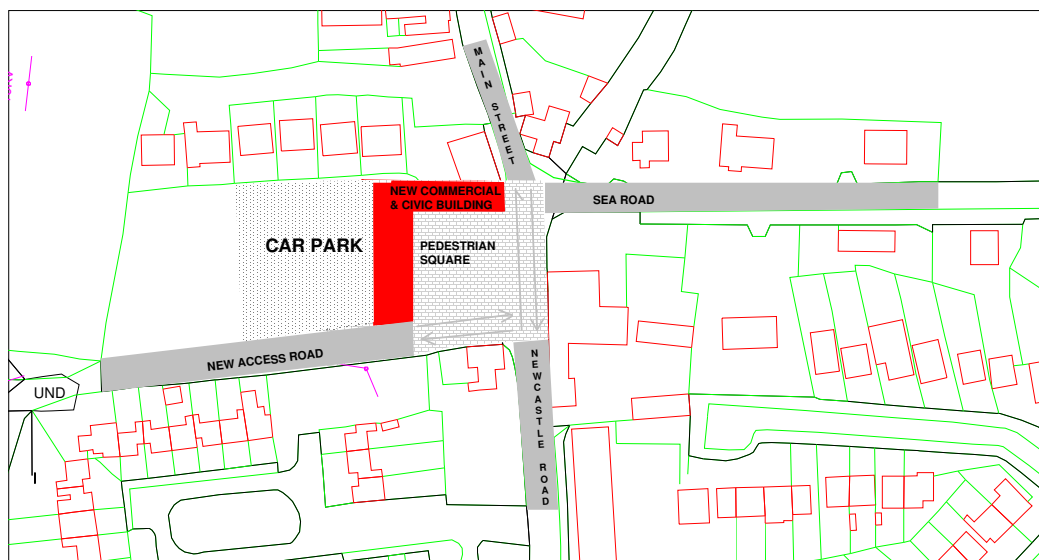 MAIN STREET
NEW COMMERCIAL
& CIVIC BUILDING
SEA ROAD
CAR PARK
PEDESTRIAN
SQUARE
NEW ACCESS ROAD
UND
NEWCASTLE ROAD